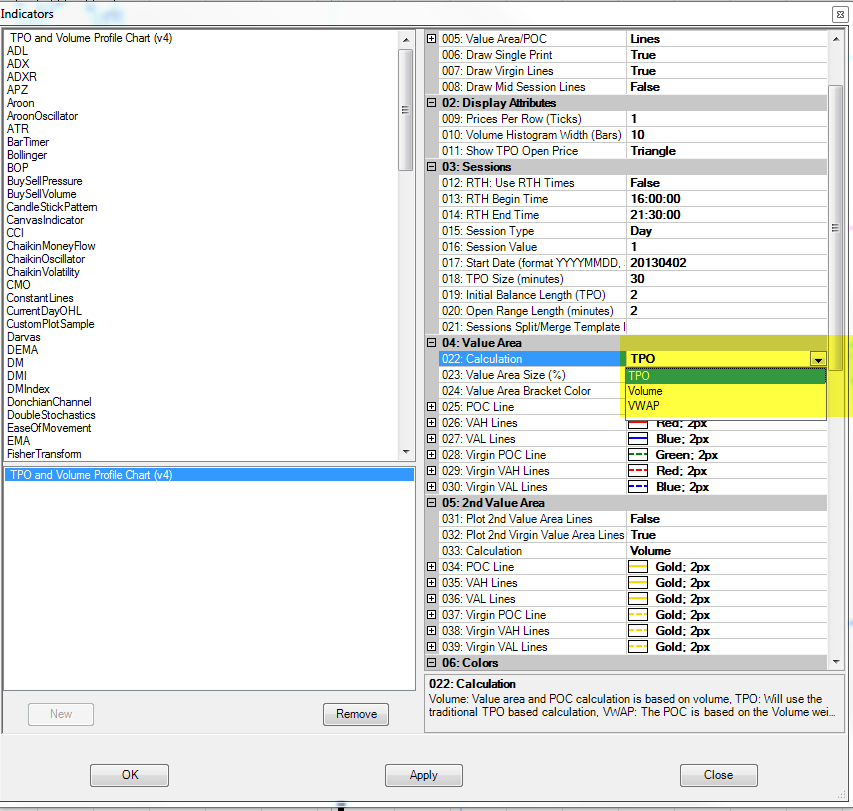 Indicators
TPO and Volume Profile Chart (v4)
ADL
ADX
ADXR
APZ
Aroon
AroonOscillator
ATR
BarTimer
Bollinger
BOP
BuySellPressure
BuySellVolume
CandleStickPattern
CanvasIndicator
CCI
ChaikinMoneyFlow
ChaikinOscillator
ChaikinVolatility
CMO
ConstantLines
CurrentDayOHL
CustomPlotSample
Darvas
DEMA
DM
DMI
DMIndex
DonchianChannel
DoubleStochastics
EaseOfMovement
EMA
FisherTransform
TPO and Volume Profile Chart (v4)
New
Remove
005: Value Area/POC Lines
006: Draw Single Print True
007: Draw Virgin Lines True
008: Draw Mid Session Lines False
02: Display Attributes
009: Prices Per Row (Ticks) 1
010: Volume Histogram Width (Bars) 10
011: Show TPO Open Price Triangle
03: Sessions
012: RTH: Use RTH Times False
013: RTH Begin Time 16:00:00
014: RTH End Time 21:30:00
015: Session Type Day
016: Session Value 1
017: Start Date (format YYYYMMDD, 20130402
018: TPO Size (minutes) 30
019: Initial Balance Length (TPO) 2
020: Open Range Length (minutes) 2
021: Sessions Split/Merge Template
04: Value Area
022: Calculation TPO
TPO
023: Value Area Size (%)
Volume
024: Value Area Bracket Color
VWAP
025: POC Line
026: VAH Lines Red; 2px
027: VAL Lines Blue; 2px
028: Virgin POC Line Green; 2px
029: Virgin VAH Lines Red; 2px
030: Virgin VAL Lines Blue; 2px
05: 2nd Value Area
031: Plot 2nd Value Area Lines False
032: Plot 2nd Virgin Value Area Lines True
033: Calculation Volume
034: POC Line Gold; 2px
035: VAH Lines Gold; 2px
036: VAL Lines Gold; 2px
037: Virgin POC Line Gold; 2px
038: Virgin VAH Lines Gold; 2px
039: Virgin VAL Lines Gold; 2px
06: Colors
022: Calculation
Volume: Value area and POC calculation is based on volume, TPO: Will use the
traditional TPO based calculation, VWAP: The POC is based on the Volume wei...
OK
Apply
Close